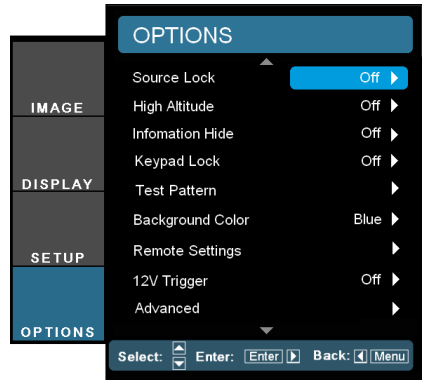 OPTIONS
Source Lock Off
High Altitude Off
Infomation Hide Off
Keypad Lock Off
Test Pattern
Background Color Blue
Remote Settings
12V Trigger Off
Advanced
IMAGE
DISPLAY
SETUP
OPTIONS
Select: Enter: Enter Back: Menu